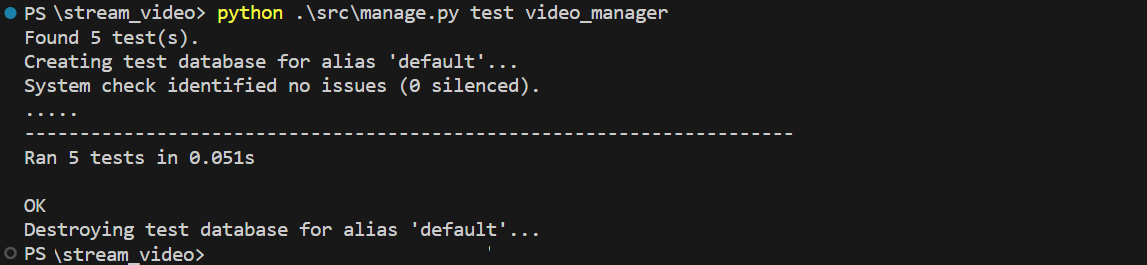 PS \stream_video> python .\src\manage.py test video_manager
Found 5 test(s).
Creating test database for alias 'default'...
System check identified no issues (0 silenced).
.....
----------------------------------------------------------------------
Ran 5 tests in 0.051s
OK
Destroying test database for alias 'default'...
PS \stream_video>